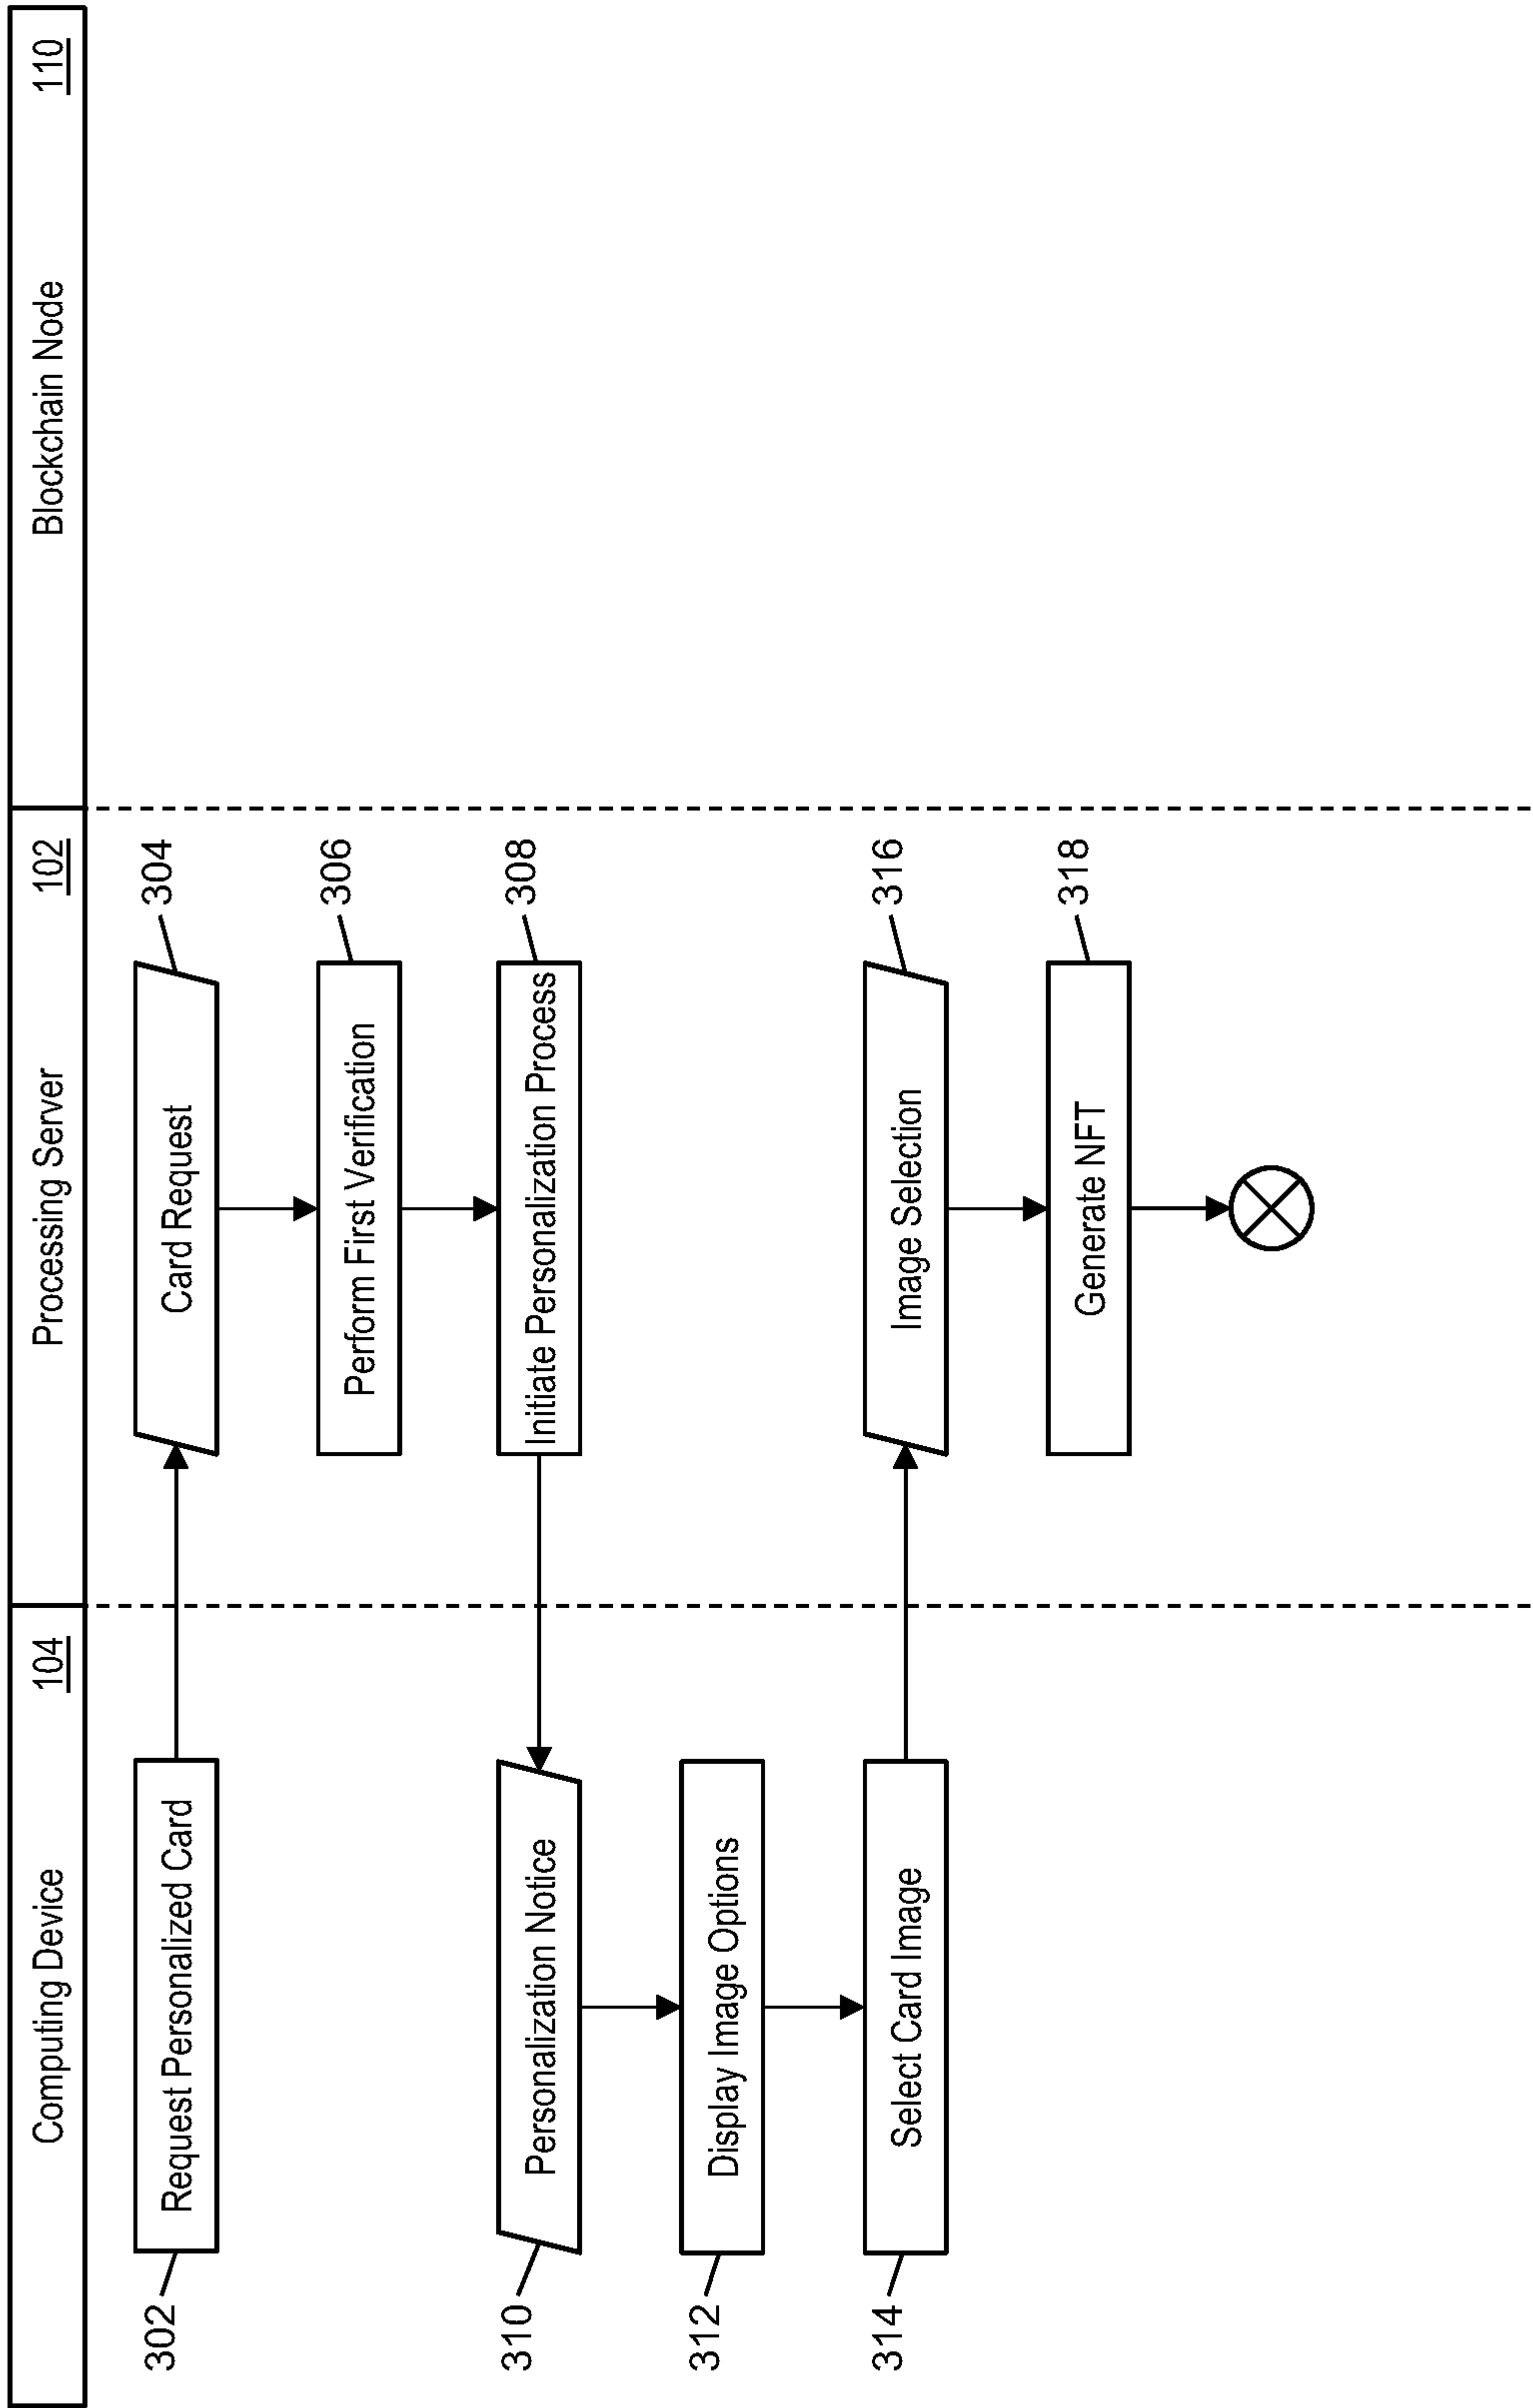 Computing Device 104
Processing Server 102
Blockchain Node 110
302
Request Personalized Card
Card Request
304
Perform First Verification
306
Initiate Personalization Process
308
310
Personalization Notice
312
Display Image Options
314
Select Card Image
Image Selection
316
Generate NFT
318